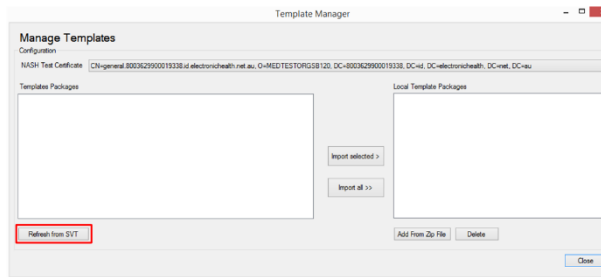 Template Manager
Manage Templates
Configuration
NASH Test Certificate
CN=general.8003629900019338.id.electronichealth.net.au, O=MEDTESTORGSB120, DC=8003629900019338, DC=id, DC=electronichealth, DC=net, DC=au
Templates Packages
Local Template Packages
Import selected >
Import all >>
Refresh from SVT
Add From Zip File
Delete
Close